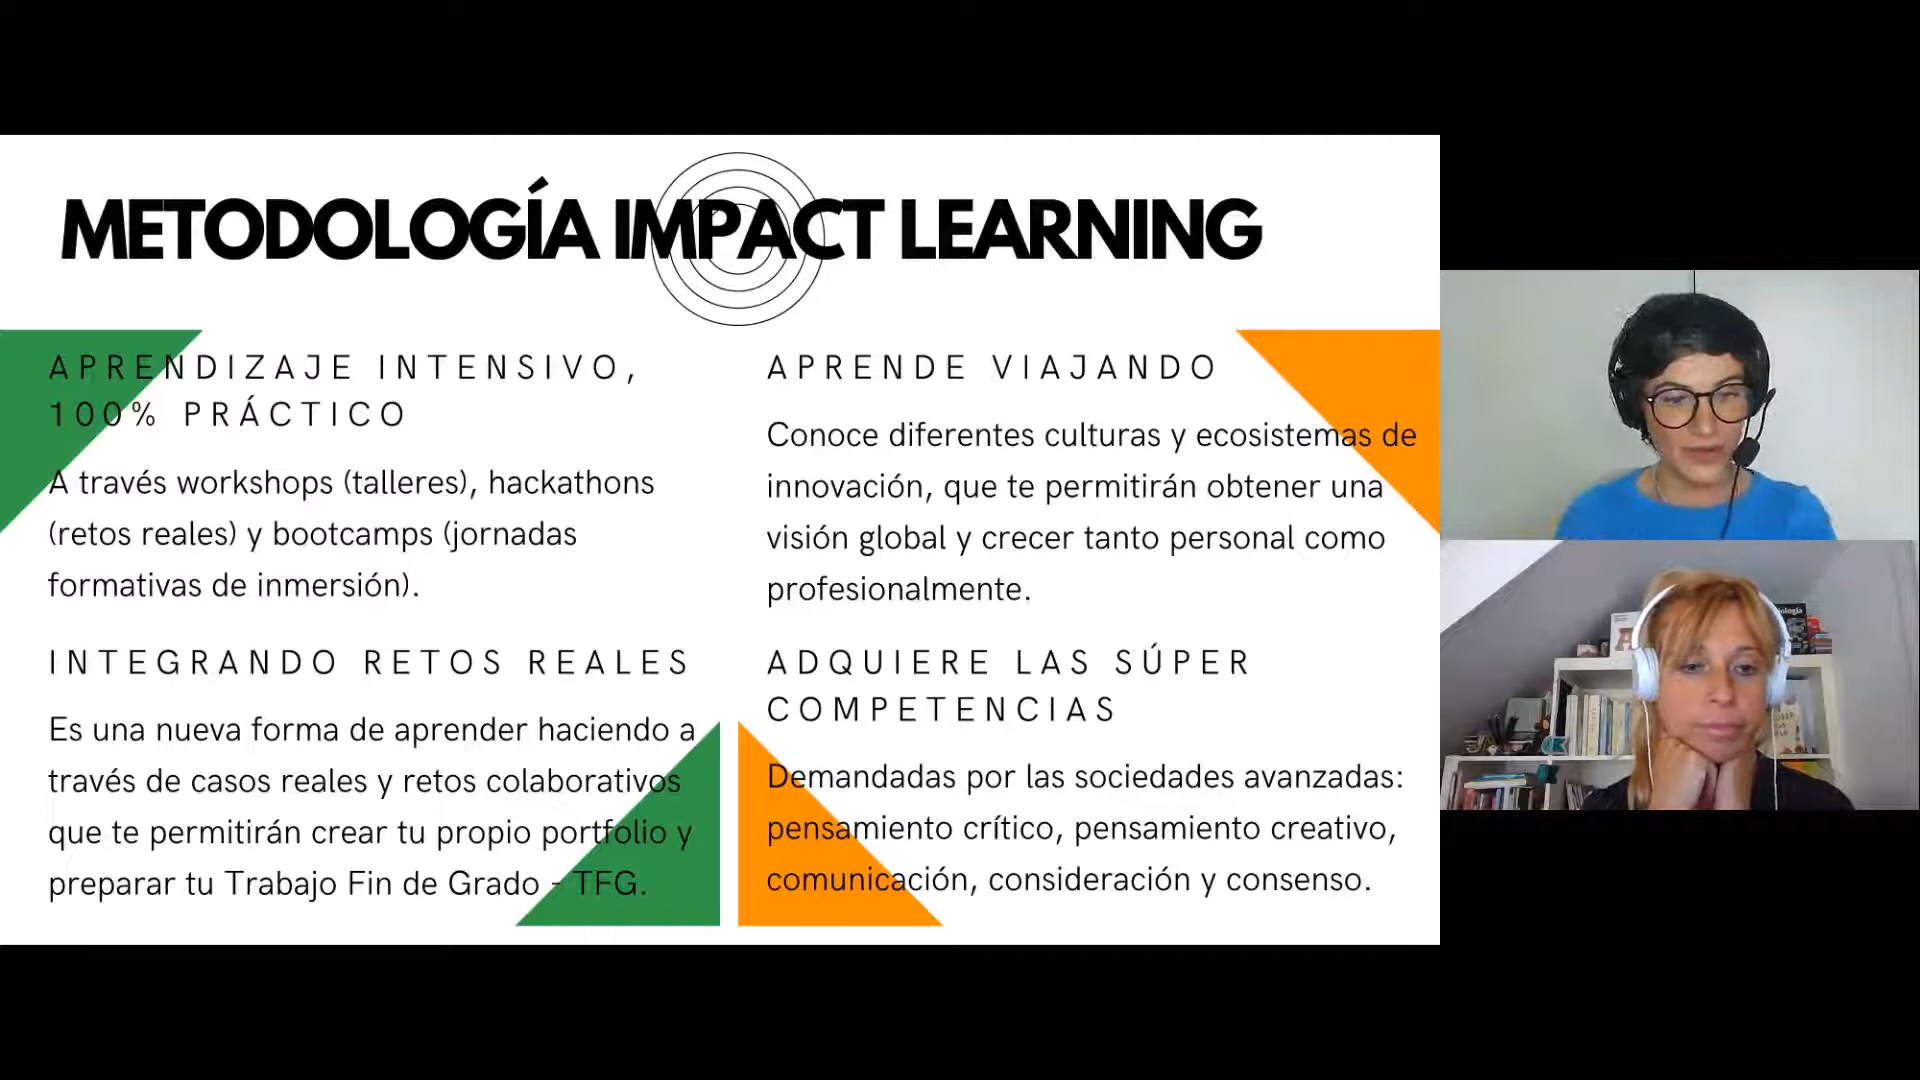 METODOLOGÍA IMPACT LEARNING
APRENDIZAJE INTENSIVO,
100% PRÁCTICO
A través workshops (talleres), hackathons
(retos reales) y bootcamps (jornadas
formativas de inmersión).
INTEGRANDO RETOS REALES
Es una nueva forma de aprender haciendo a
través de casos reales y retos colaborativos
que te permitirán crear tu propio portfolio y
preparar tu Trabajo Fin de Grado - TFG.
APRENDE VIAJANDO
Conoce diferentes culturas y ecosistemas de
innovación, que te permitirán obtener una
visión global y crecer tanto personal como
profesionalmente.
ADQUIERE LAS SÚPER
COMPETENCIAS
Demandadas por las sociedades avanzadas:
pensamiento crítico, pensamiento creativo,
comunicación, consideración y consenso.